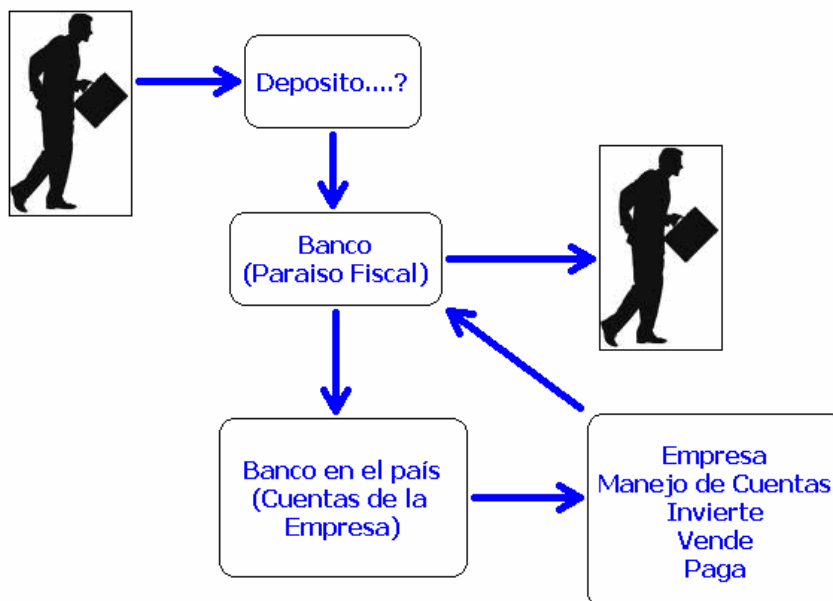 Deposito....?
Banco
(Paraiso Fiscal)
Banco en el país
(Cuentas de la
Empresa)
Empresa
Manejo de Cuentas
Invierte
Vende
Paga